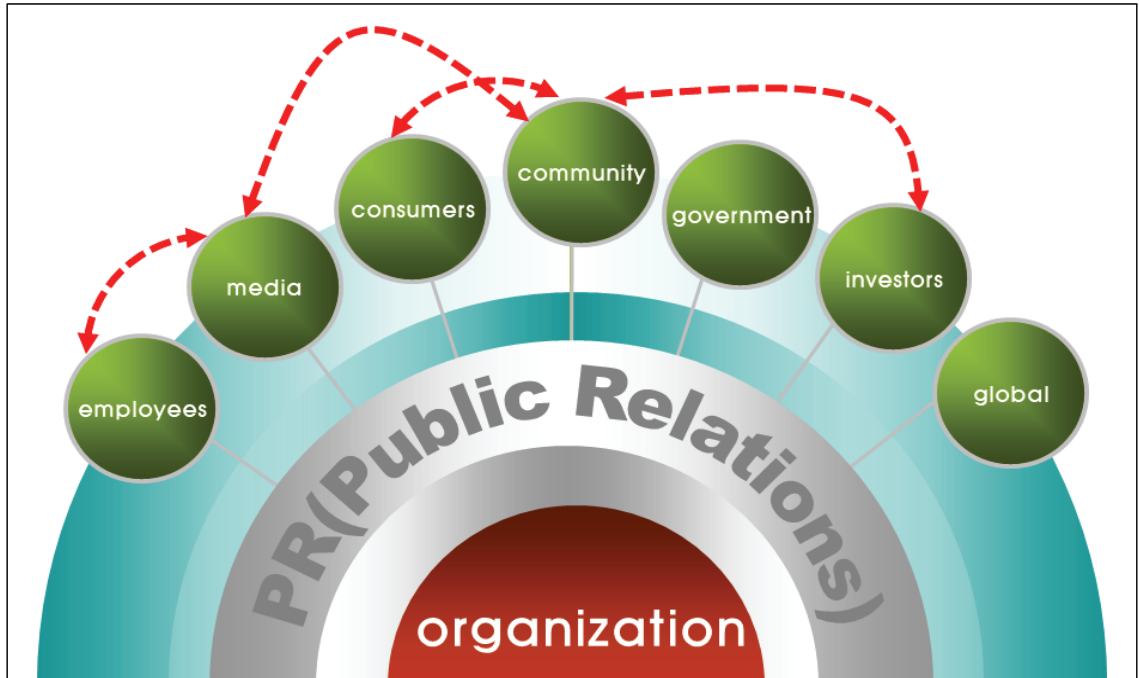 community
consumers
government
media
investors
employees
global
PR(Public Relations)
organization